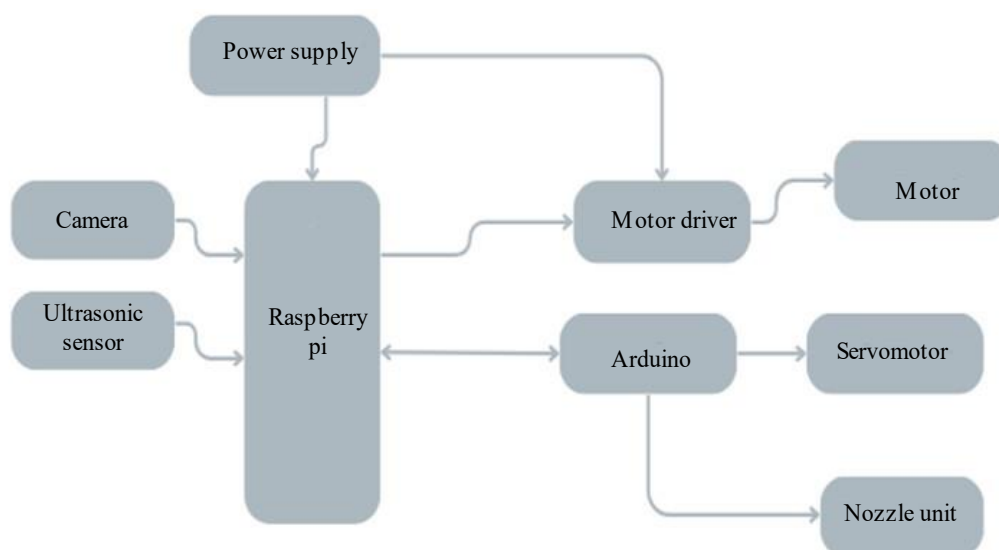 Power supply
Camera
Motor driver
Motor
Ultrasonic
sensor
Raspberry
pi
Arduino
Servomotor
Nozzle unit